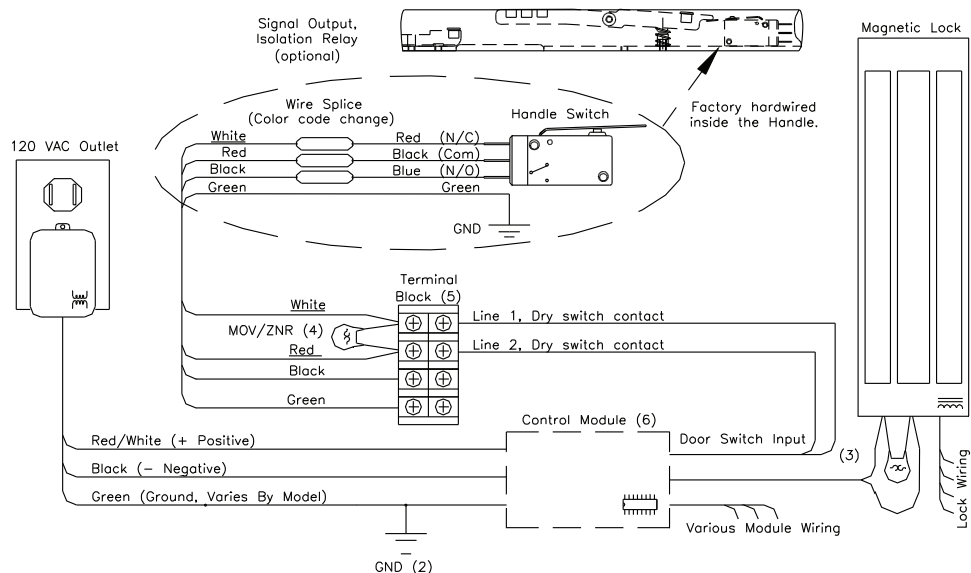 Signal Output,
Isolation Relay
(optional)
Magnetic Lock
Wire Splice
(Color code change)
Handle Switch
Factory hardwired
inside the Handle.
120 VAC Outlet
White
Red (N/C)
Red
Black (Com)
Black
Blue (N/O)
Green
Green
GND
Terminal
Block (5)
White
Line 1, Dry switch contact
MOV/ZNR (4)
Red
Line 2, Dry switch contact
Black
Green
Control Module (6)
Red/White (+ Positive)
Door Switch Input
(3)
Black (– Negative)
Green (Ground, Varies By Model)
Lock Wiring
Various Module Wiring
GND (2)